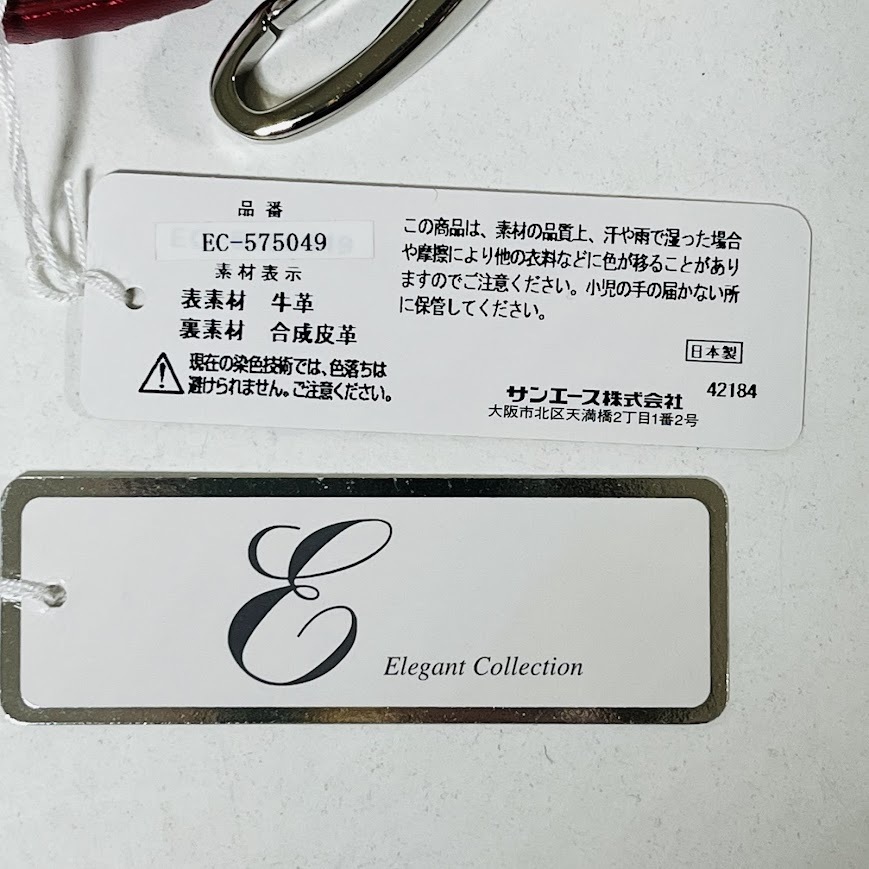 品番
EC-575049
素材表示
表素材 牛革
裏素材 合成皮革
現在の染色技術では、色落ちは
避けられません。ご注意ください。
この商品は、素材の品質上、汗や雨で湿った場合
や摩擦により他の衣料などに色が移ることがあり
ますのでご注意ください。小児の手の届かない所
に保管してください。
日本製
サンエース株式会社 42184
大阪市北区天満橋2丁目1番2号
E
Elegant Collection